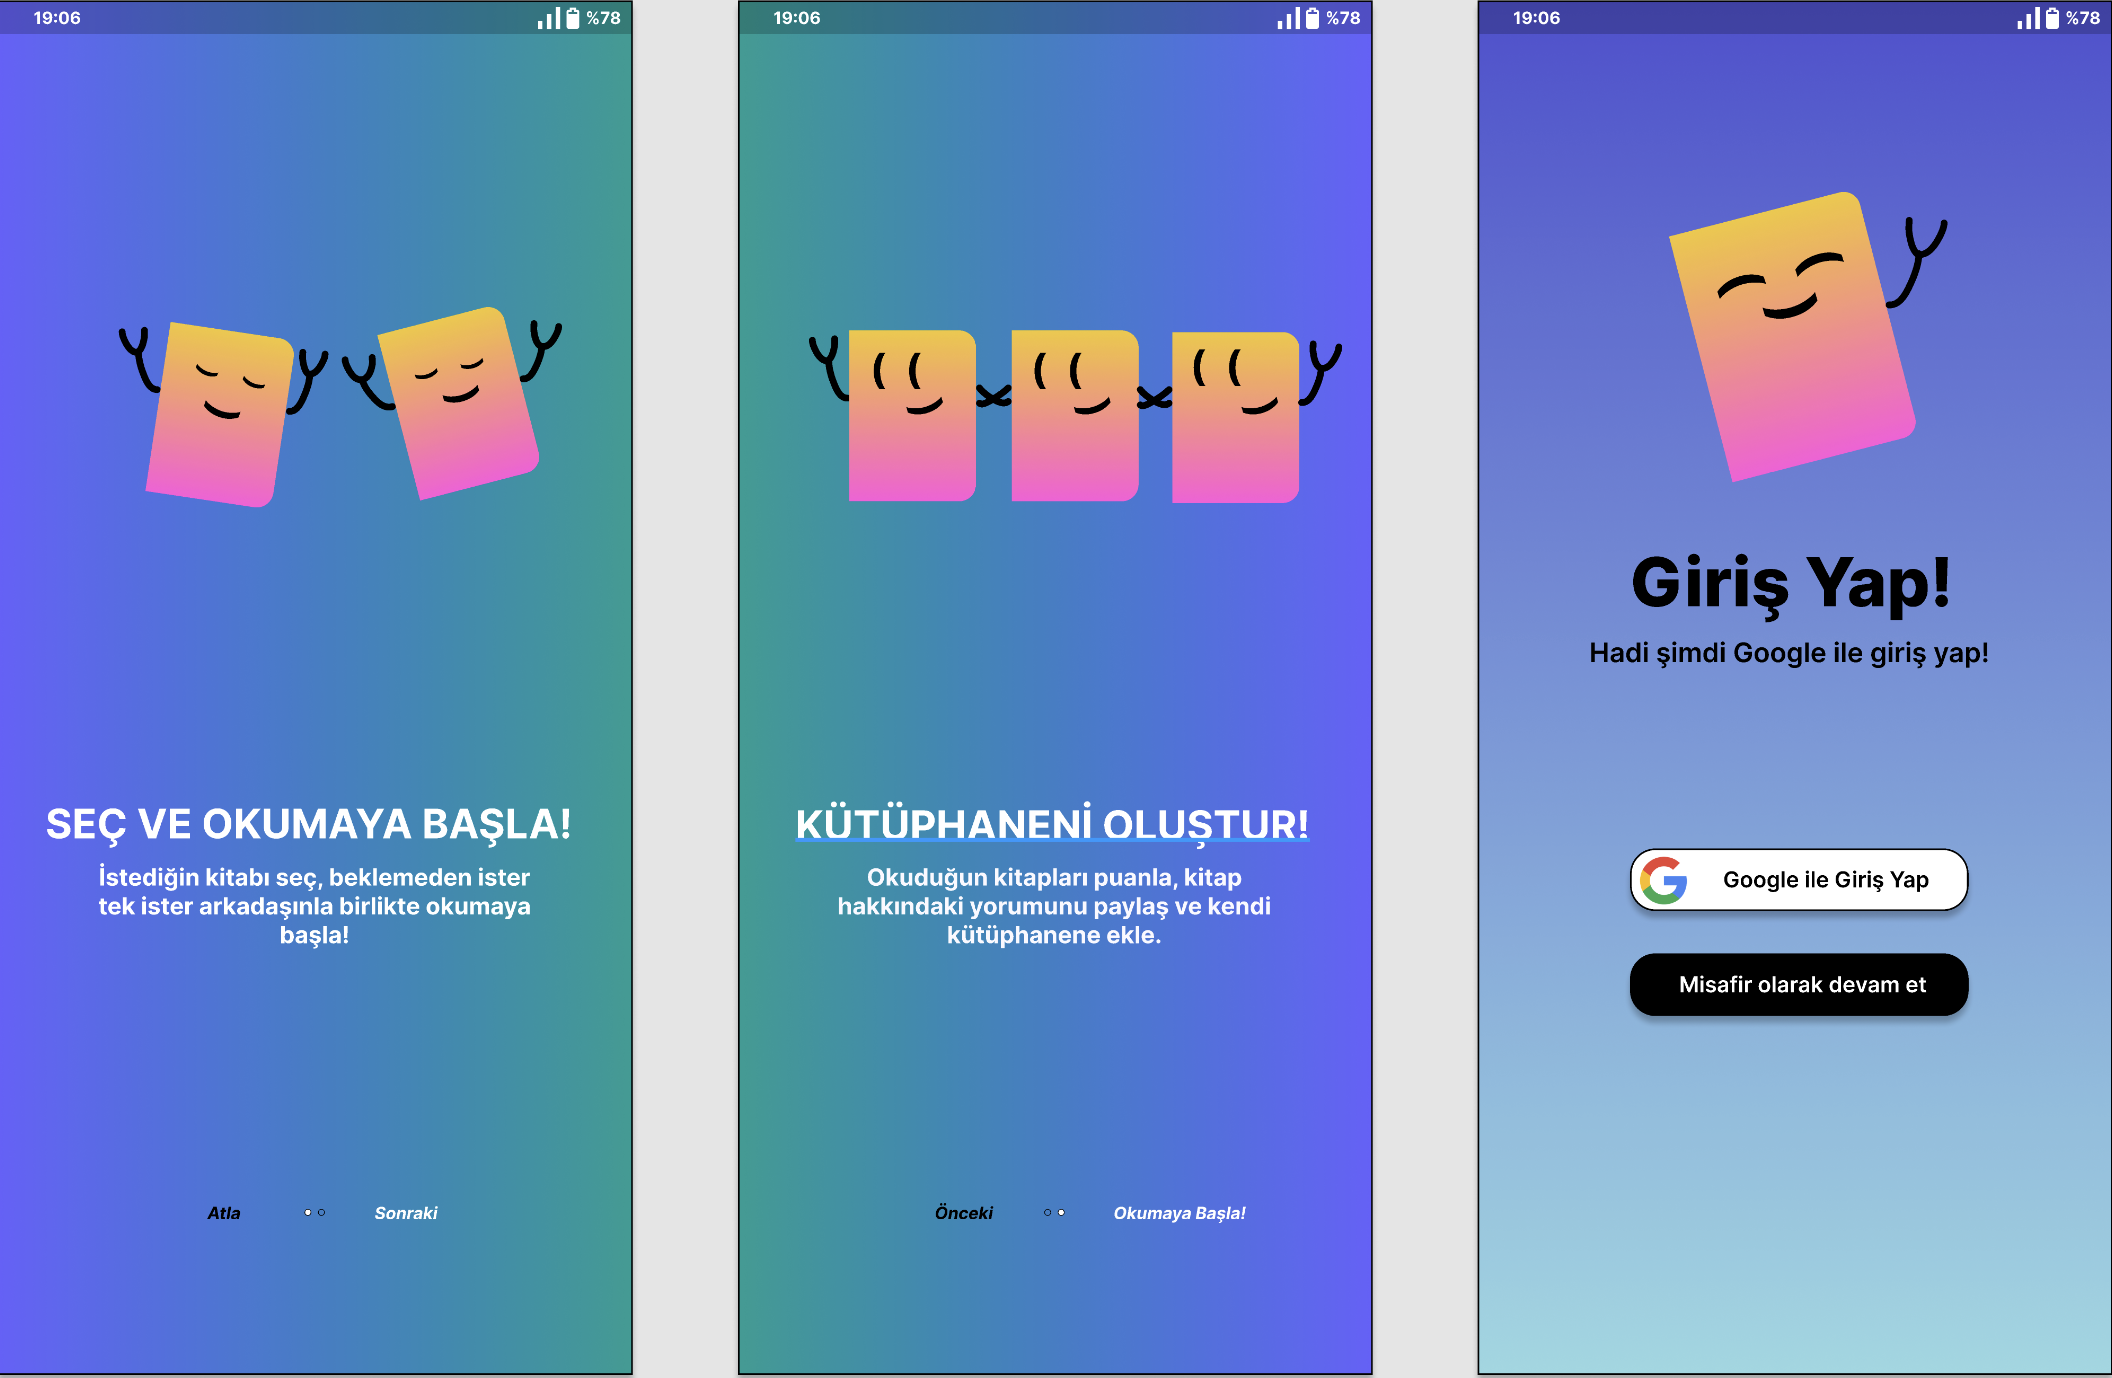 19:06
%78
SEÇ VE OKUMAYA BAŞLA!
İstediğin kitabı seç, beklemeden ister
tek ister arkadaşınla birlikte okumaya
başla!
Atla
Sonraki
19:06
%78
KÜTÜPHANENİ OLUŞTUR!
Okuduğun kitapları puanla, kitap
hakkındaki yorumunu paylaş ve kendi
kütüphanene ekle.
Önceki
Okumaya Başla!
19:06
%78
Giriş Yap!
Hadi şimdi Google ile giriş yap!
Google ile Giriş Yap
Misafir olarak devam et